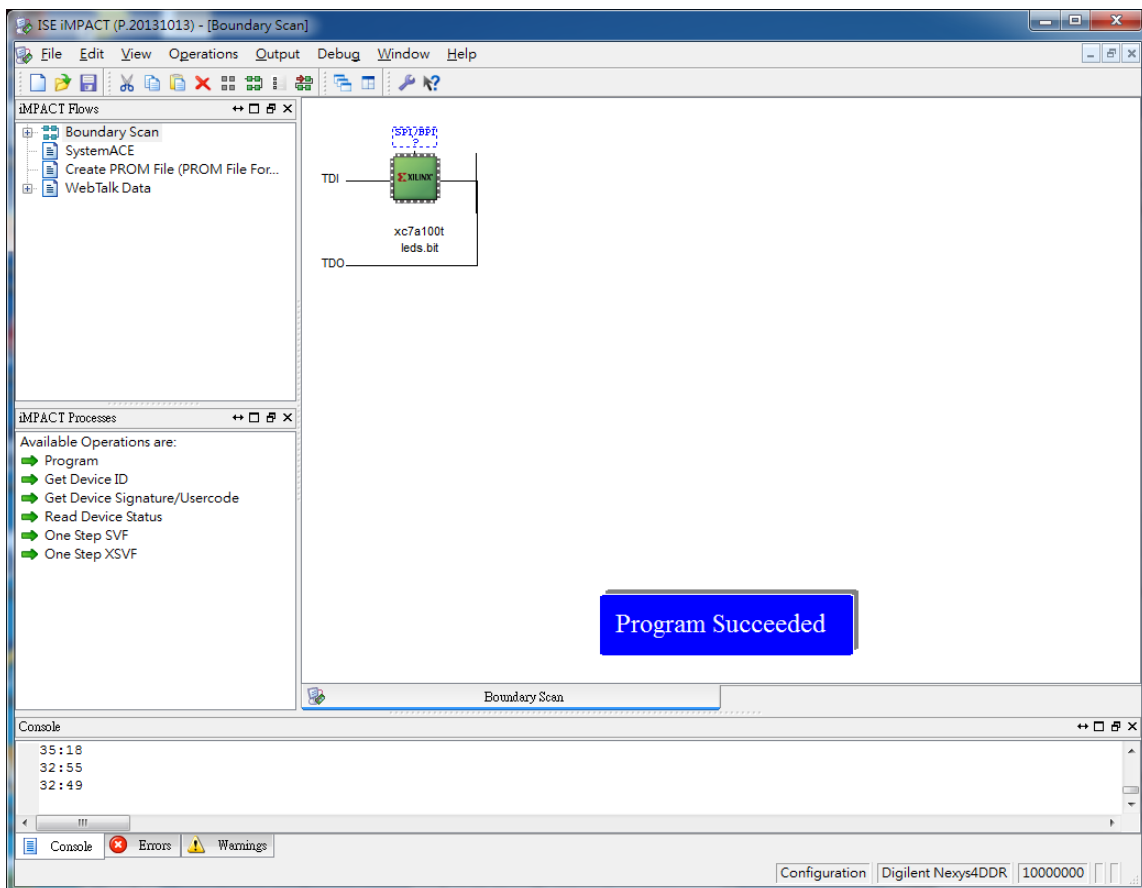 ISE iMPACT (P.20131013) - [Boundary Scan]
File Edit View Operations Output Debug Window Help
iMPACT Flows
Boundary Scan
SystemACE
Create PROM File (PROM File For...
WebTalk Data
SPI/BPI
?
TDI
XILINX
xc7a100t
leds.bit
TDO
iMPACT Processes
Available Operations are:
Program
Get Device ID
Get Device Signature/Usercode
Read Device Status
One Step SVF
One Step XSVF
Program Succeeded
Boundary Scan
Console
35:18
32:55
32:49
Console Errors Warnings
Configuration Digilent Nexys4DDR 10000000